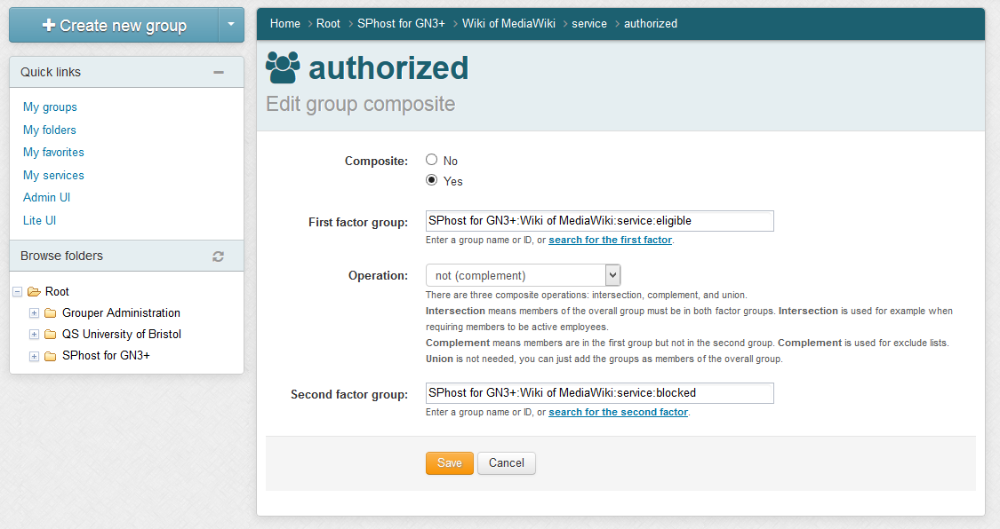 Create new group
Quick links
My groups
My folders
My favorites
My services
Admin UI
Lite UI
Browse folders
Root
Grouper Administration
QS University of Bristol
SPhost for GN3+
Home › Root › SPhost for GN3+ › Wiki of MediaWiki › service › authorized
authorized
Edit group composite
Composite: No
Yes
First factor group: SPhost for GN3+:Wiki of MediaWiki:service:eligible
Enter a group name or ID, or search for the first factor.
Operation: not (complement)
There are three composite operations: intersection, complement, and union.
Intersection means members of the overall group must be in both factor groups. Intersection is used for example when
requiring members to be active employees.
Complement means members are in the first group but not in the second group. Complement is used for exclude lists.
Union is not needed, you can just add the groups as members of the overall group.
Second factor group: SPhost for GN3+:Wiki of MediaWiki:service:blocked
Enter a group name or ID, or search for the second factor.
Save Cancel